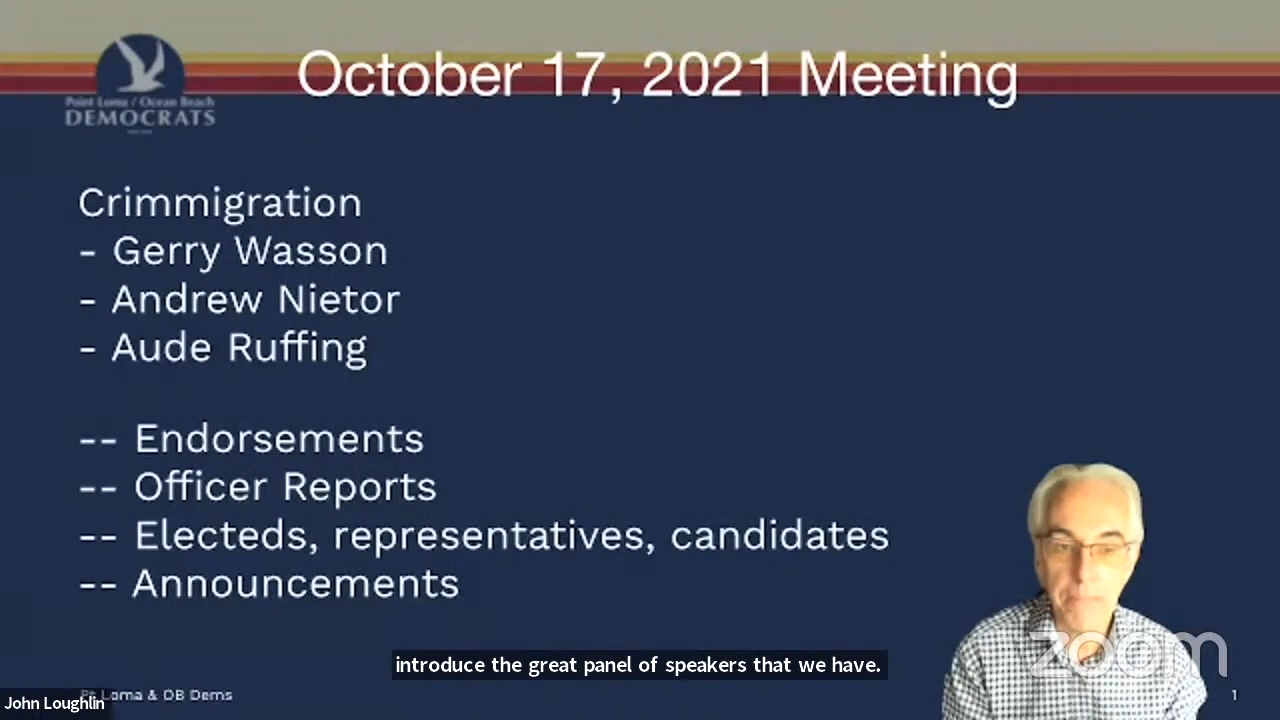 October 17, 2021 Meeting
Point Loma / Ocean Beach
DEMOCRATS
Crimmigration
- Gerry Wasson
- Andrew Nietor
- Aude Ruffing
-- Endorsements
-- Officer Reports
-- Electeds, representatives, candidates
-- Announcements
introduce the great panel of speakers that we have.
zoom
John Loughlin
Loma & OB Dems
1